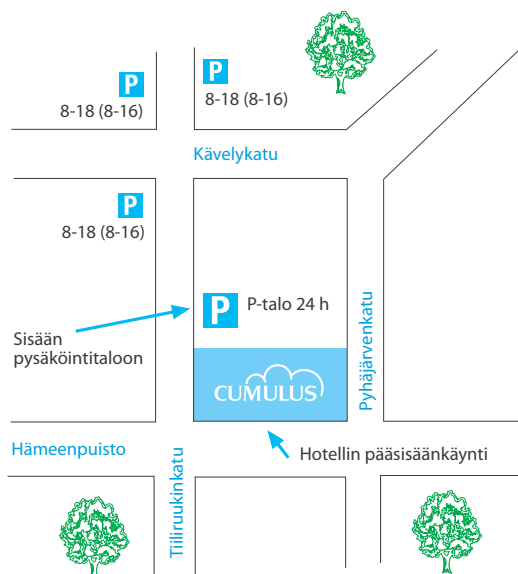 P
8-18 (8-16)
P
8-18 (8-16)
Kävelykatu
P
8-18 (8-16)
P
P-talo 24 h
Sisään
pysäköintitaloon
Pyhäjärvenkatu
CUMULUS
Hämeenpuisto
Tiiliruukinkatu
Hotellin pääsisäänkäynti